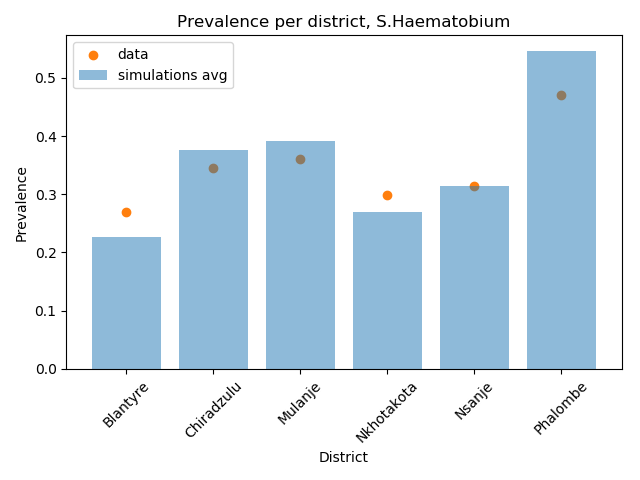 Prevalence per district, S.Haematobium
data
simulations avg
0.5
0.4
0.3
0.2
0.1
0.0
Prevalence
Blantyre
Chiradzulu
Mulanje
Nkhotakota
Nsanje
Phalombe
District